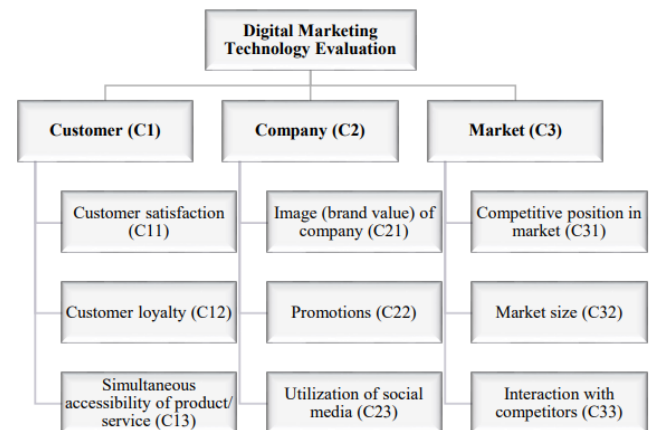 Digital Marketing
Technology Evaluation
Customer (C1)
Company (C2)
Market (C3)
Customer satisfaction
(C11)
Image (brand value) of
company (C21)
Competitive position in
market (C31)
Customer loyalty (C12)
Promotions (C22)
Market size (C32)
Simultaneous
accessibility of product/
service (C13)
Utilization of social
media (C23)
Interaction with
competitors (C33)